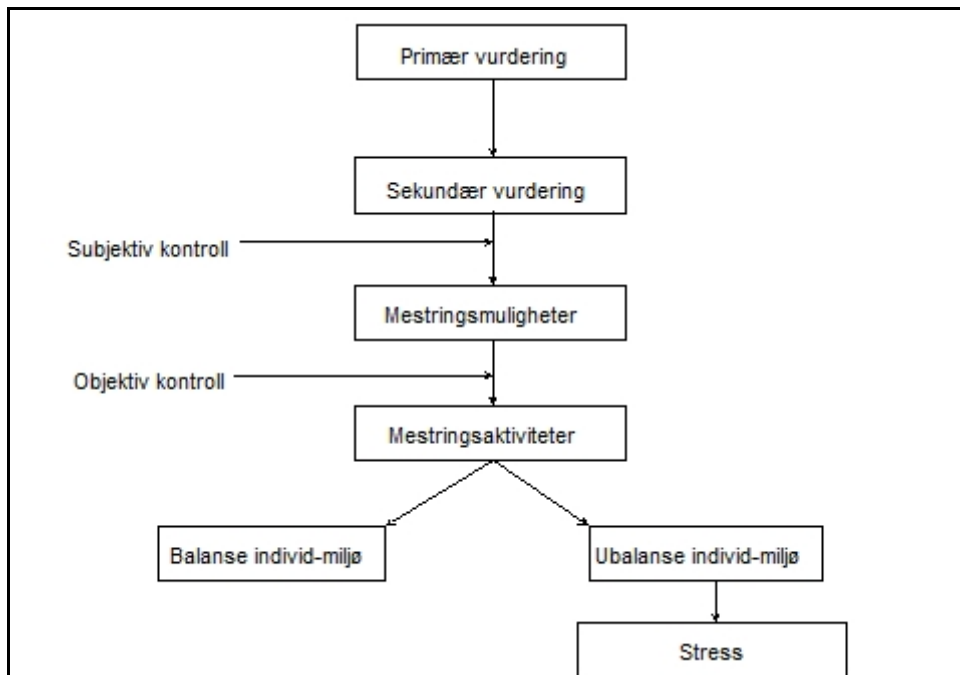 Primær vurdering
Sekundær vurdering
Subjektiv kontroll
Mestringsmuligheter
Objektiv kontroll
Mestringsaktiviteter
Balanse individ-miljø
Ubalanse individ-miljø
Stress